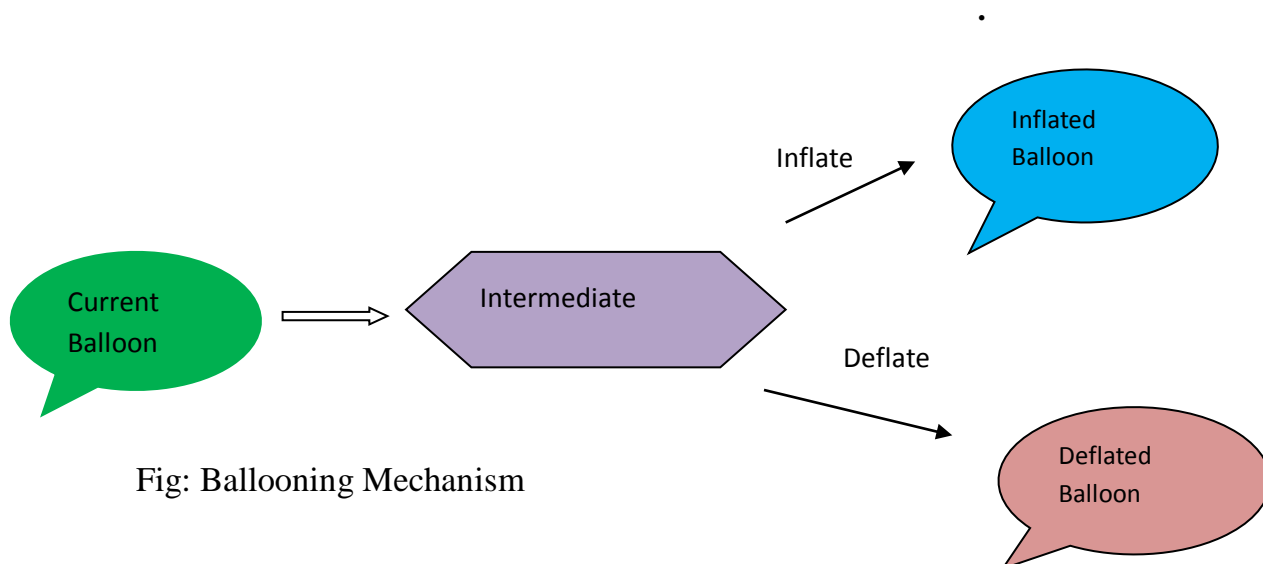 .
Inflated
Balloon
Inflate
Current
Balloon
Intermediate
Deflate
Deflated
Balloon
Fig: Ballooning Mechanism